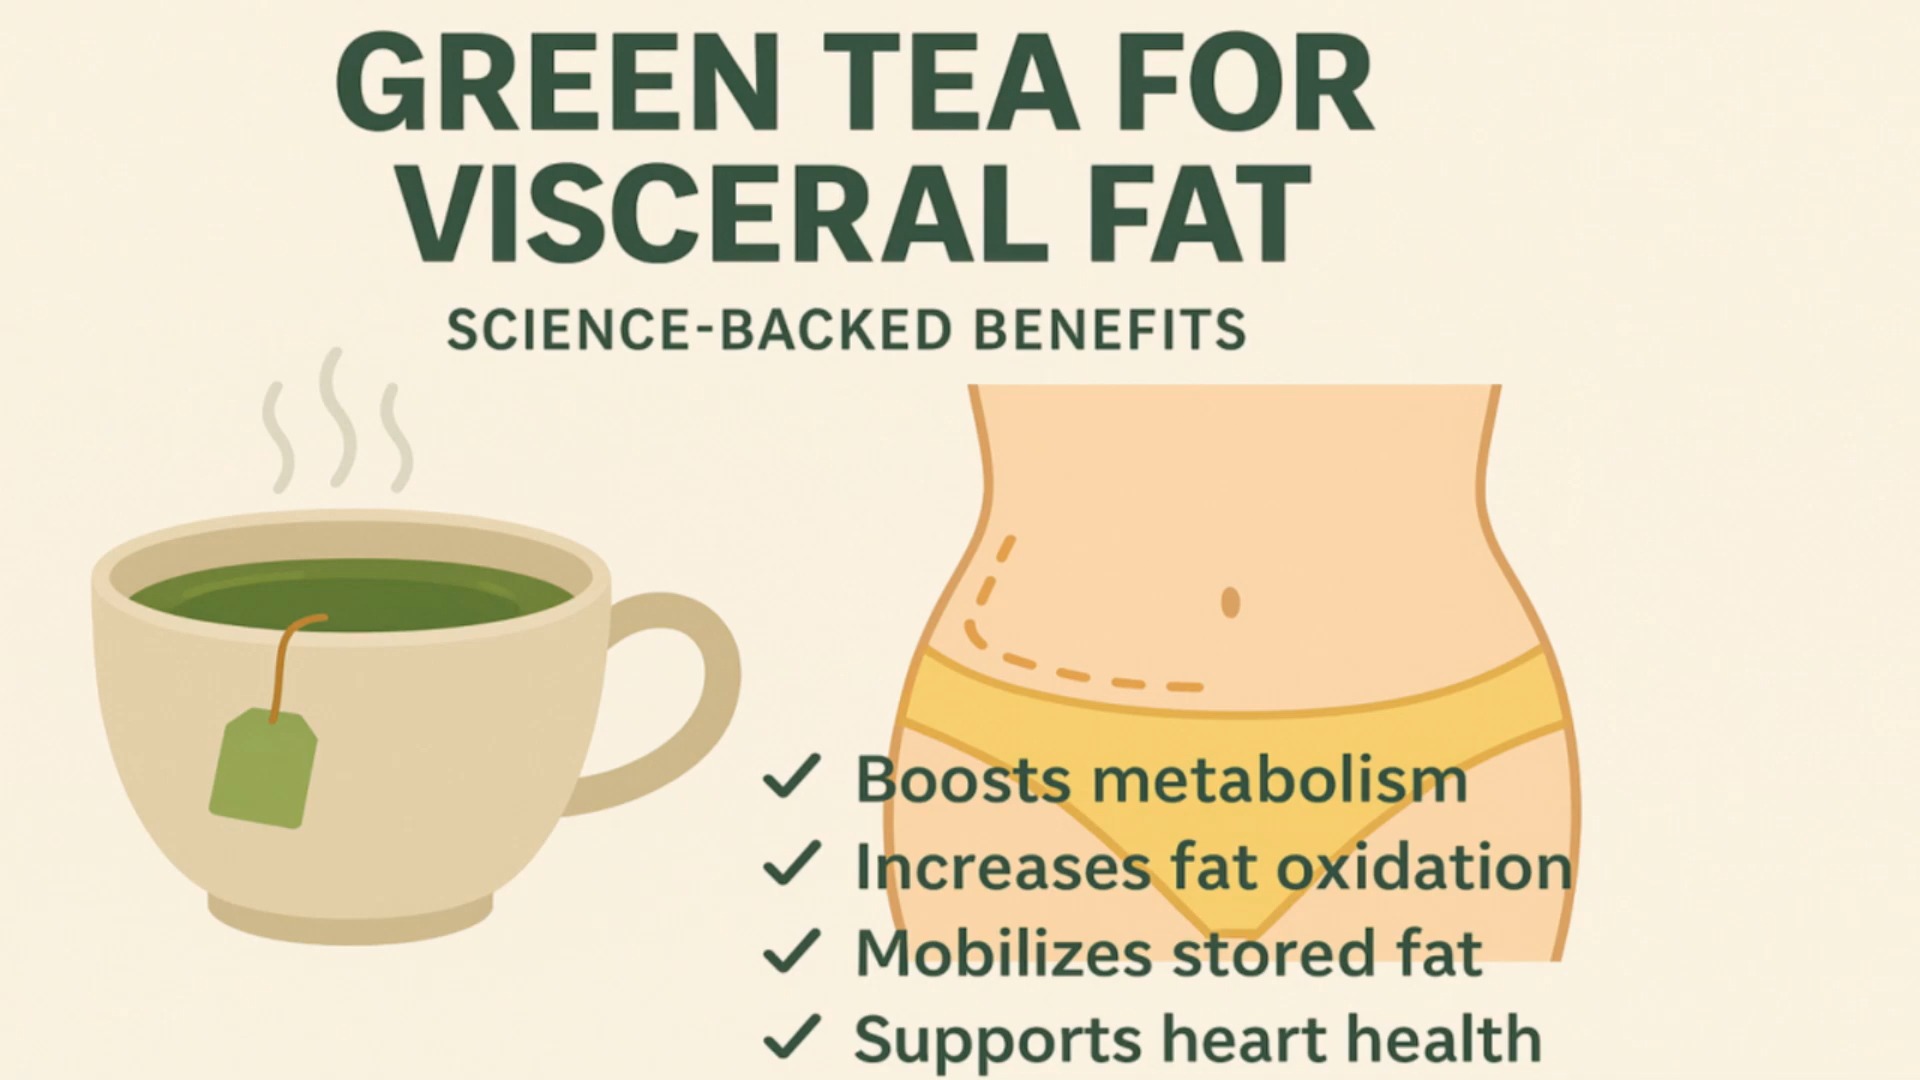 GREEN TEA FOR
VISCERAL FAT
SCIENCE-BACKED BENEFITS
✓ Boosts metabolism
✓ Increases fat oxidation
✓ Mobilizes stored fat
✓ Supports heart health